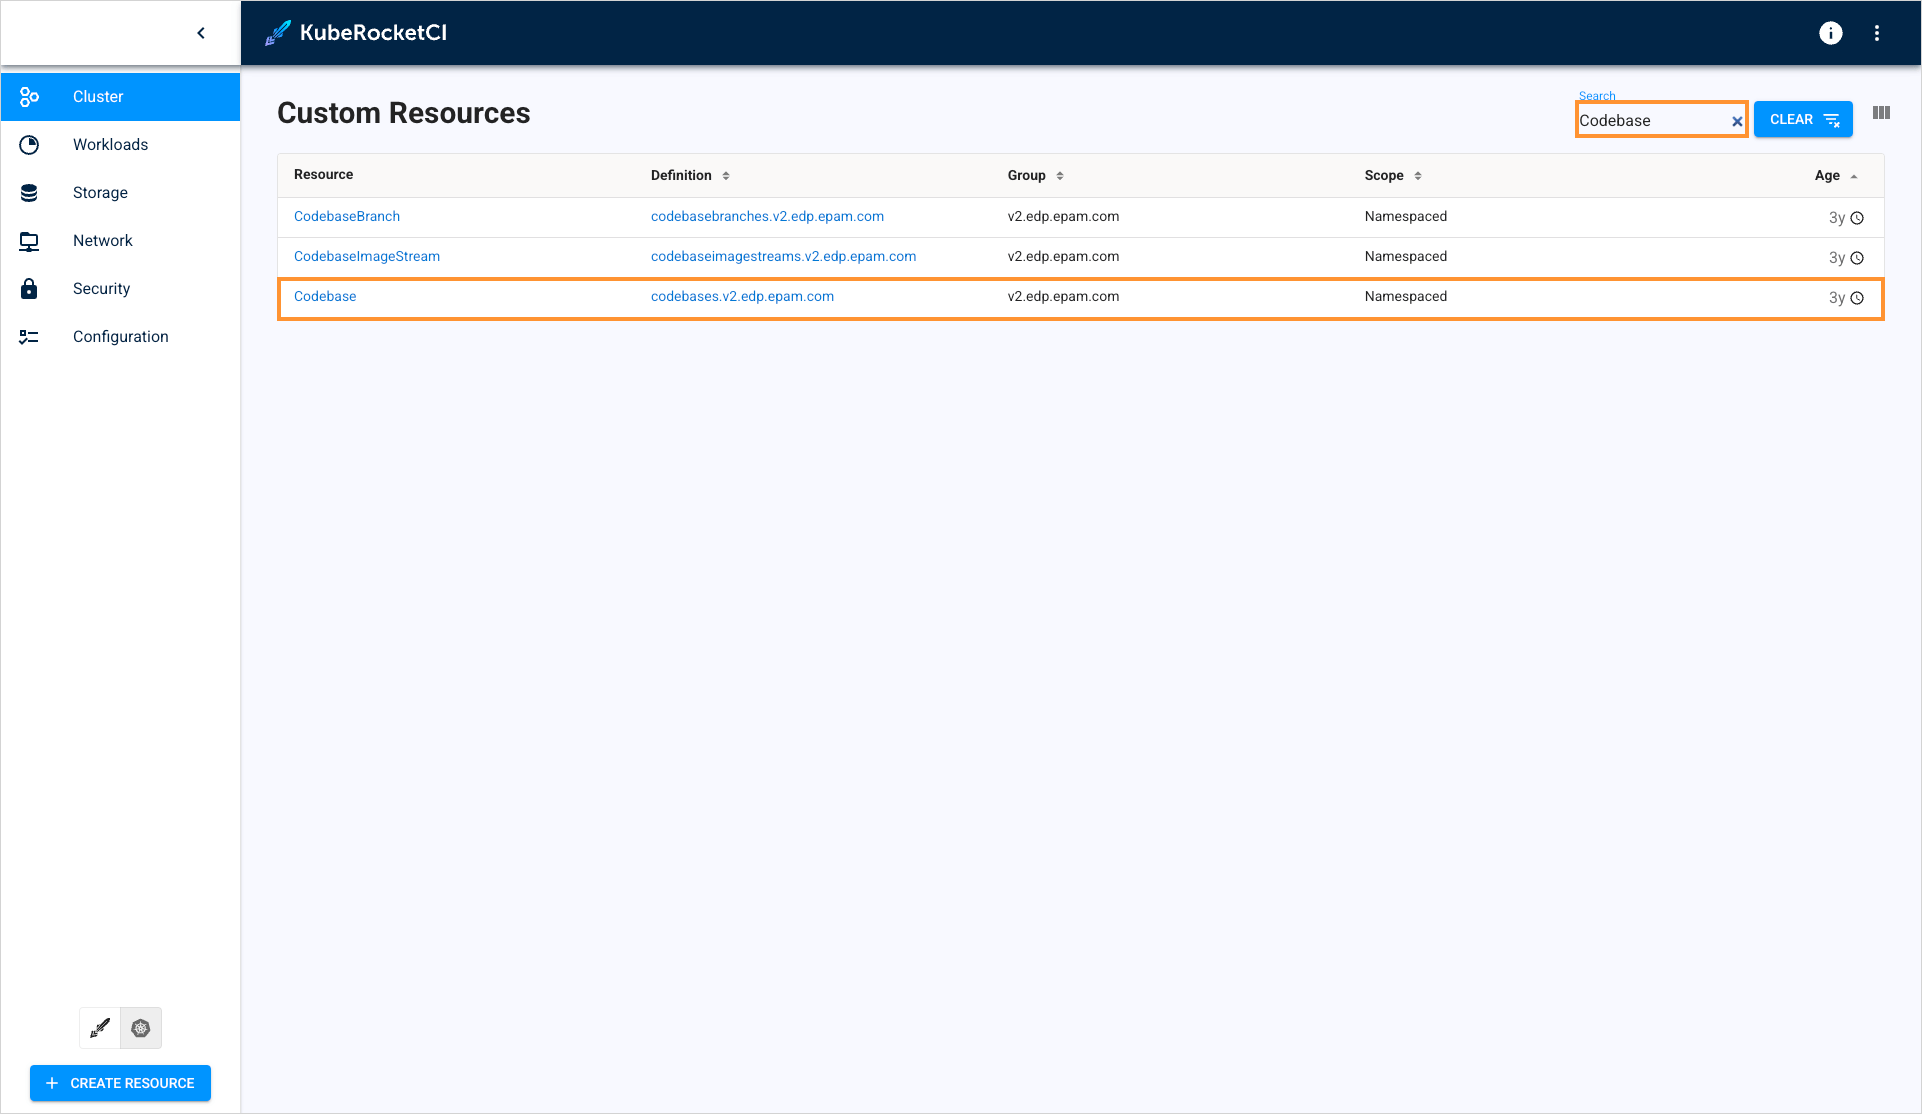 KubeRocketCI
Cluster
Workloads
Storage
Network
Security
Configuration
CREATE RESOURCE
Custom Resources
Search
Codebase
CLEAR
Resource Definition Group Scope Age
CodebaseBranch codebasebranches.v2.edp.epam.com v2.edp.epam.com Namespaced 3y
CodebaseImageStream codebaseimagestreams.v2.edp.epam.com v2.edp.epam.com Namespaced 3y
Codebase codebases.v2.edp.epam.com v2.edp.epam.com Namespaced 3y